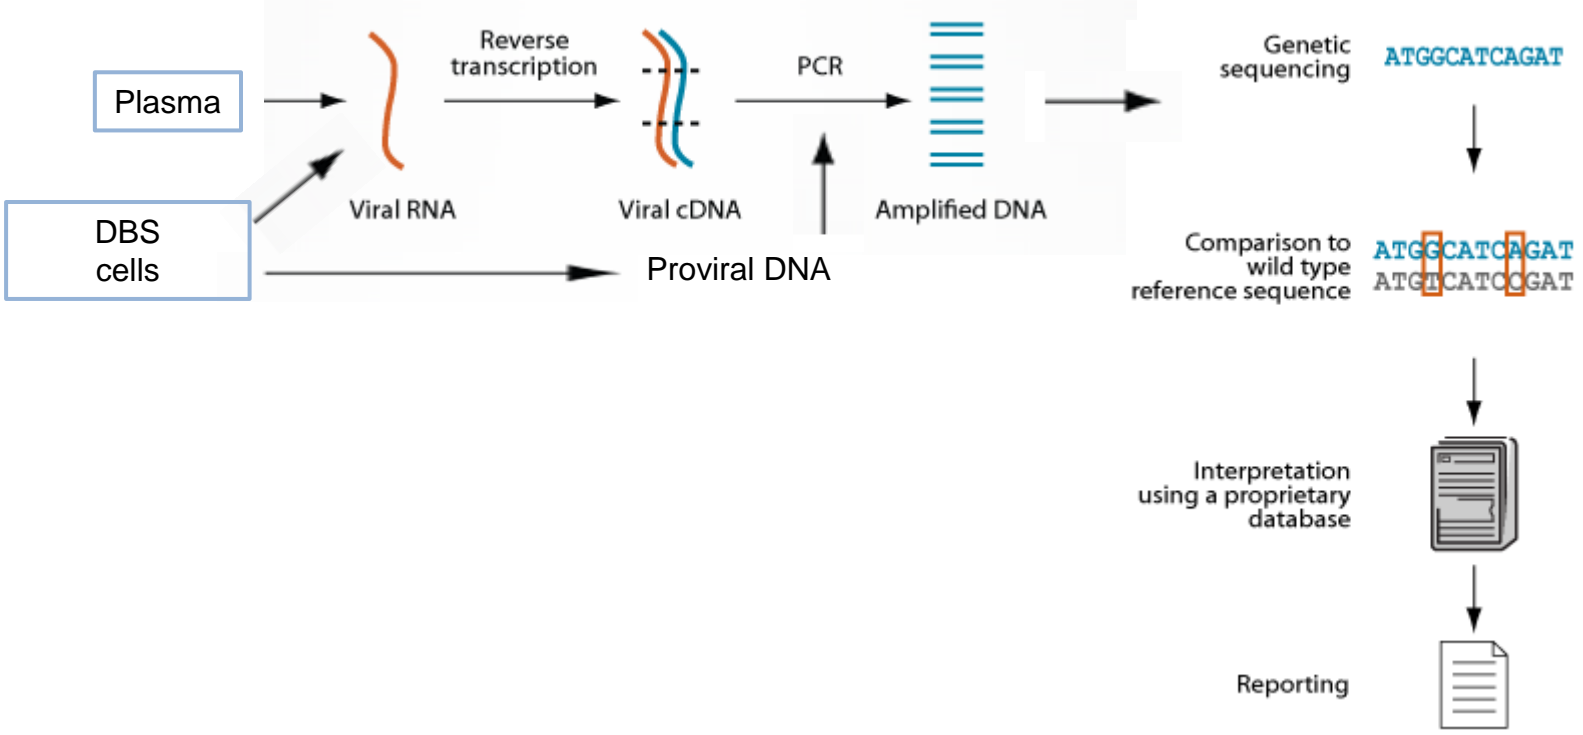 Plasma
Reverse
transcription
PCR
Genetic
sequencing
ATGGCATCAGAT
DBS
cells
Viral RNA
Viral cDNA
Amplified DNA
Proviral DNA
Comparison to
wild type
reference sequence
ATGGCATCAGAT
ATGTCATCCGAT
Interpretation
using a proprietary
database
Reporting